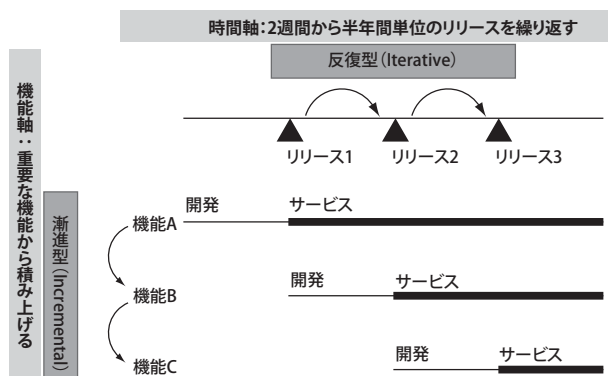 時間軸:2週間から半年間単位のリリースを繰り返す
反復型(Iterative)
機能軸:重要な機能から積み上げる
漸進型(Incremental)
リリース1
リリース2
リリース3
開発
サービス
機能A
開発
サービス
機能B
開発
サービス
機能C